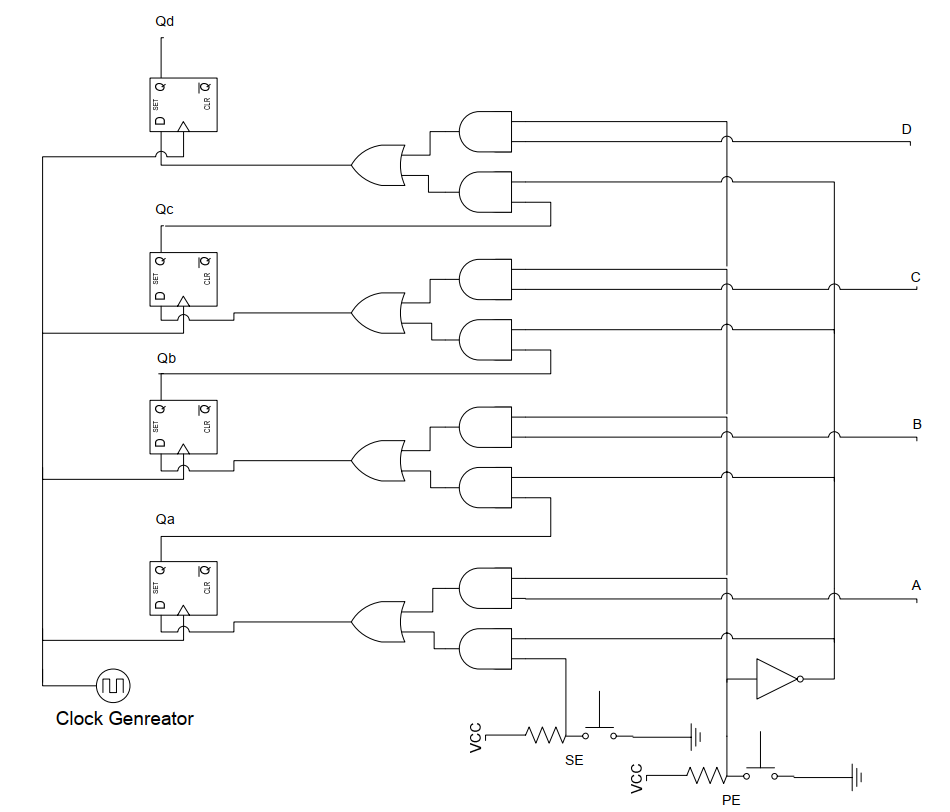 Qd
Q Q
SET CLR
D
D
Qc
Q Q
SET CLR
D
C
Qb
Q Q
SET CLR
D
B
Qa
Q Q
SET CLR
D
A
Clock Genreator
VCC
SE
VCC
PE